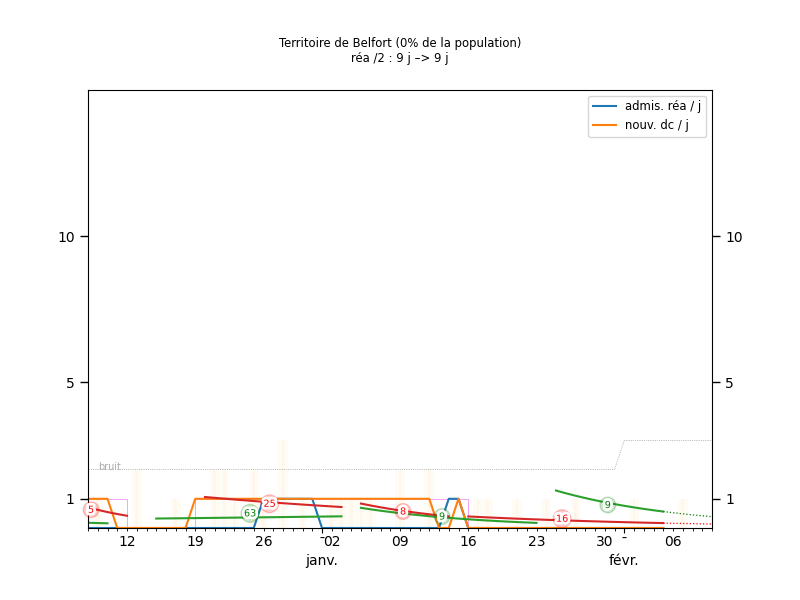 Territoire de Belfort (0% de la population)
réa /2 : 9 j –> 9 j
admis. réa / j
nouv. dc / j
10 10
5 5
bruit
1 1
5 63 25 8 9 16 9
12 19 26 02 09 16 23 30 06
janv. févr.